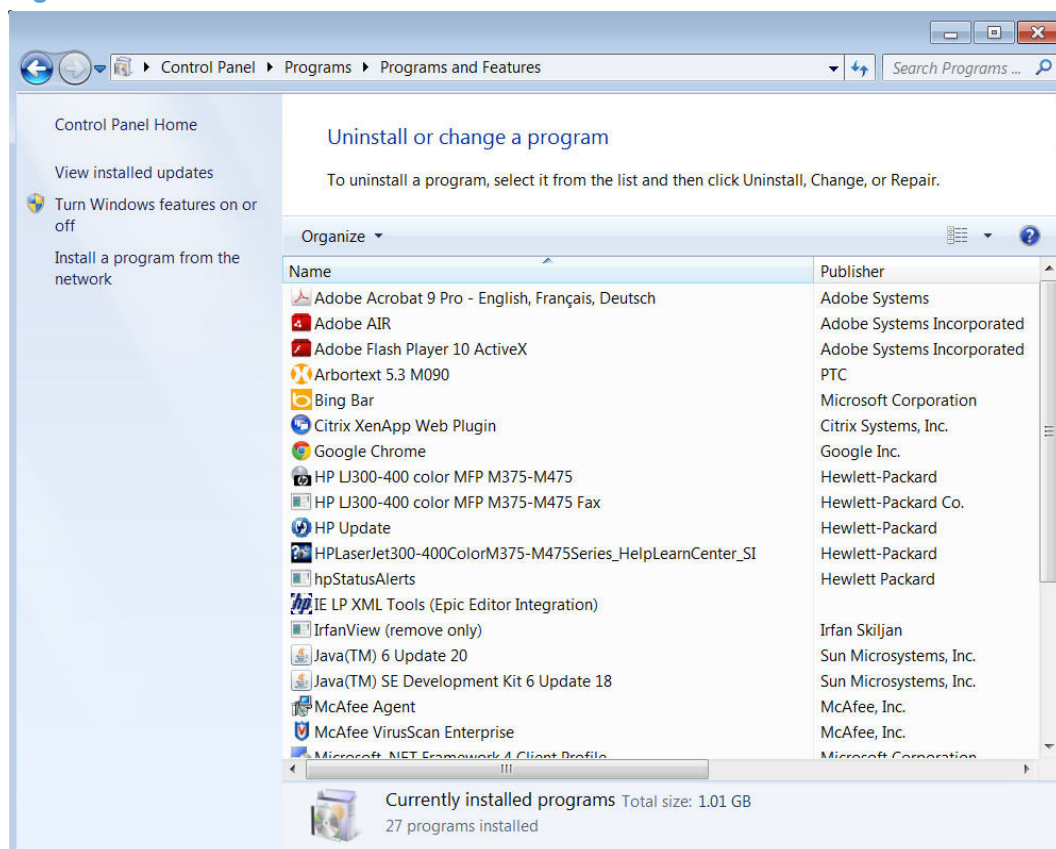 Control Panel Programs Programs and Features
Search Programs ...
Control Panel Home
View installed updates
Turn Windows features on or
off
Install a program from the
network
Uninstall or change a program
To uninstall a program, select it from the list and then click Uninstall, Change, or Repair.
Organize
Name Publisher
Adobe Acrobat 9 Pro - English, Français, Deutsch Adobe Systems
Adobe AIR Adobe Systems Incorporated
Adobe Flash Player 10 ActiveX Adobe Systems Incorporated
Arbortext 5.3 M090 PTC
Bing Bar Microsoft Corporation
Citrix XenApp Web Plugin Citrix Systems, Inc.
Google Chrome Google Inc.
HP LJ300-400 color MFP M375-M475 Hewlett-Packard
HP LJ300-400 color MFP M375-M475 Fax Hewlett-Packard Co.
HP Update Hewlett-Packard
HPLaserJet300-400ColorM375-M475Series_HelpLearnCenter_SI Hewlett-Packard
hpStatusAlerts Hewlett Packard
IE LP XML Tools (Epic Editor Integration)
IrfanView (remove only) Irfan Skiljan
Java(TM) 6 Update 20 Sun Microsystems, Inc.
Java(TM) SE Development Kit 6 Update 18 Sun Microsystems, Inc.
McAfee Agent McAfee, Inc.
McAfee VirusScan Enterprise McAfee, Inc.
Microsoft .NET Framework 4 Client Profile Microsoft Corporation
Currently installed programs Total size: 1.01 GB
27 programs installed